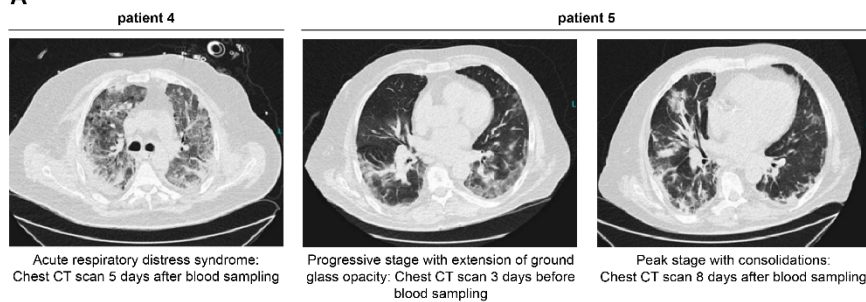 A
patient 4
patient 5
L
L
L
Acute respiratory distress syndrome:
Chest CT scan 5 days after blood sampling
Progressive stage with extension of ground
glass opacity: Chest CT scan 3 days before
blood sampling
Peak stage with consolidations:
Chest CT scan 8 days after blood sampling